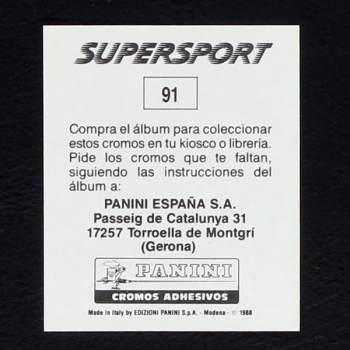 SUPERSPORT
91
Compra el álbum para coleccionar
estos cromos en tu kiosco o librería.
Pide los cromos que te faltan,
siguiendo las instrucciones del
álbum a:
PANINI ESPAÑA S.A.
Passeig de Catalunya 31
17257 Torroella de Montgrí
(Gerona)
PANINI
CROMOS ADHESIVOS
Made in Italy by EDIZIONI PANINI S.p.A. - Modena - © 1988